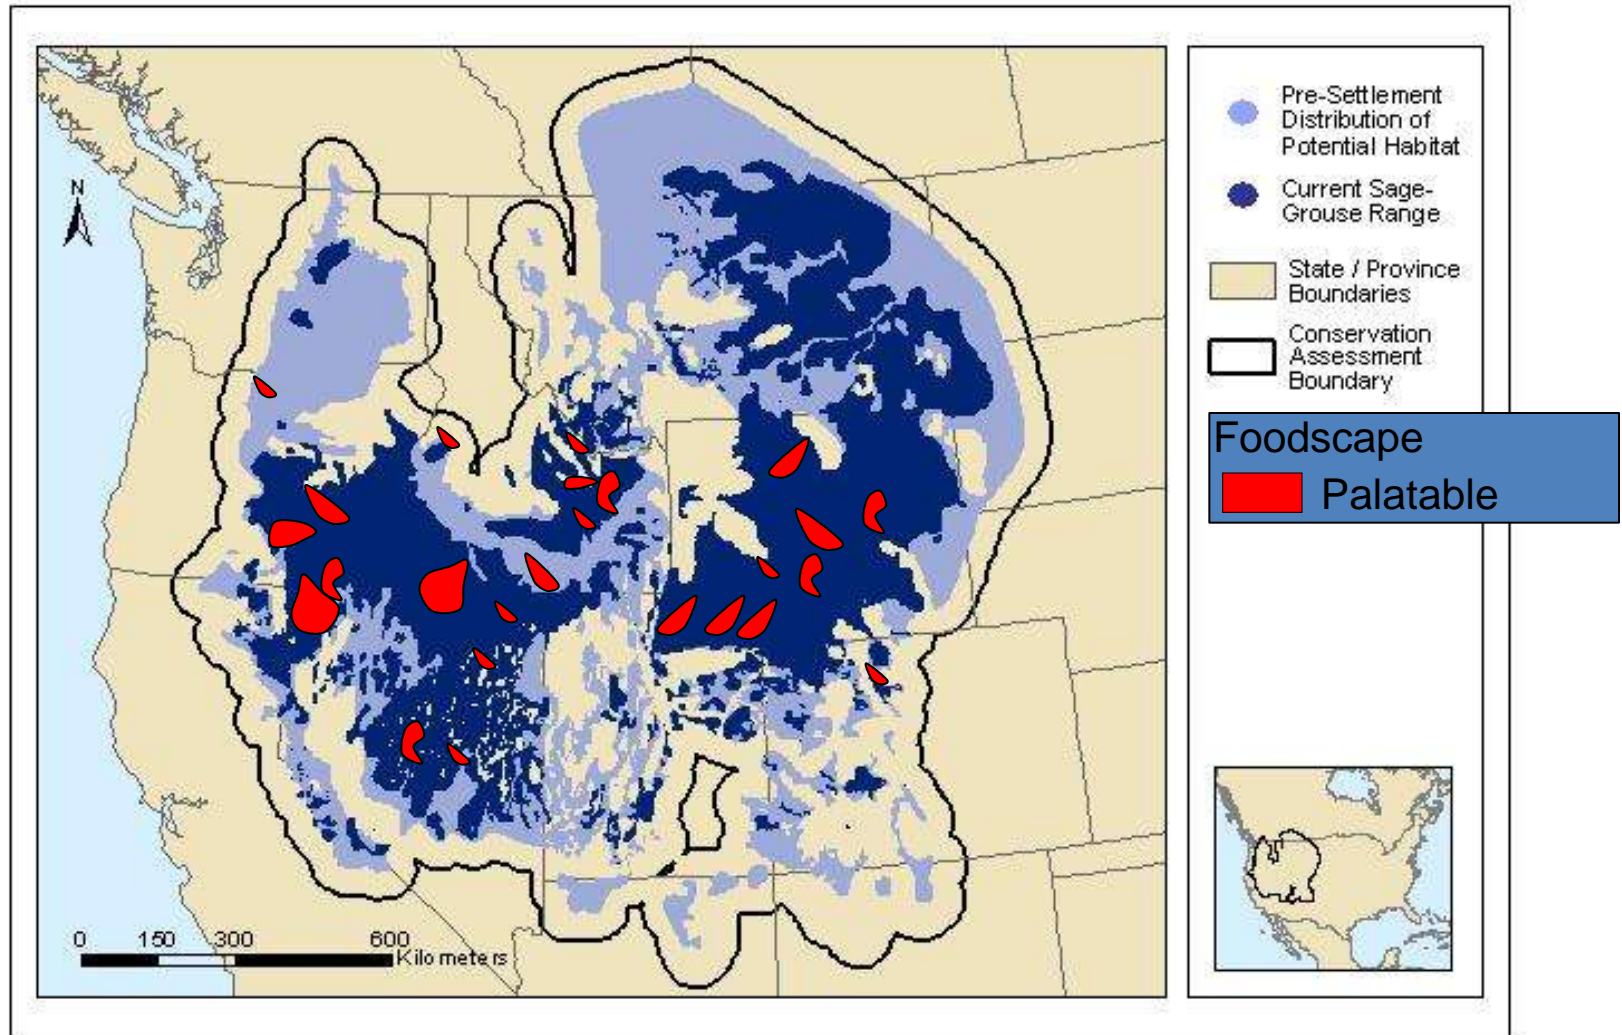 N
0 150 300 600
Kilometers
Pre-Settlement
Distribution of
Potential Habitat
Current Sage-
Grouse Range
State / Province
Boundaries
Conservation
Assessment
Boundary
Foodscape
Palatable